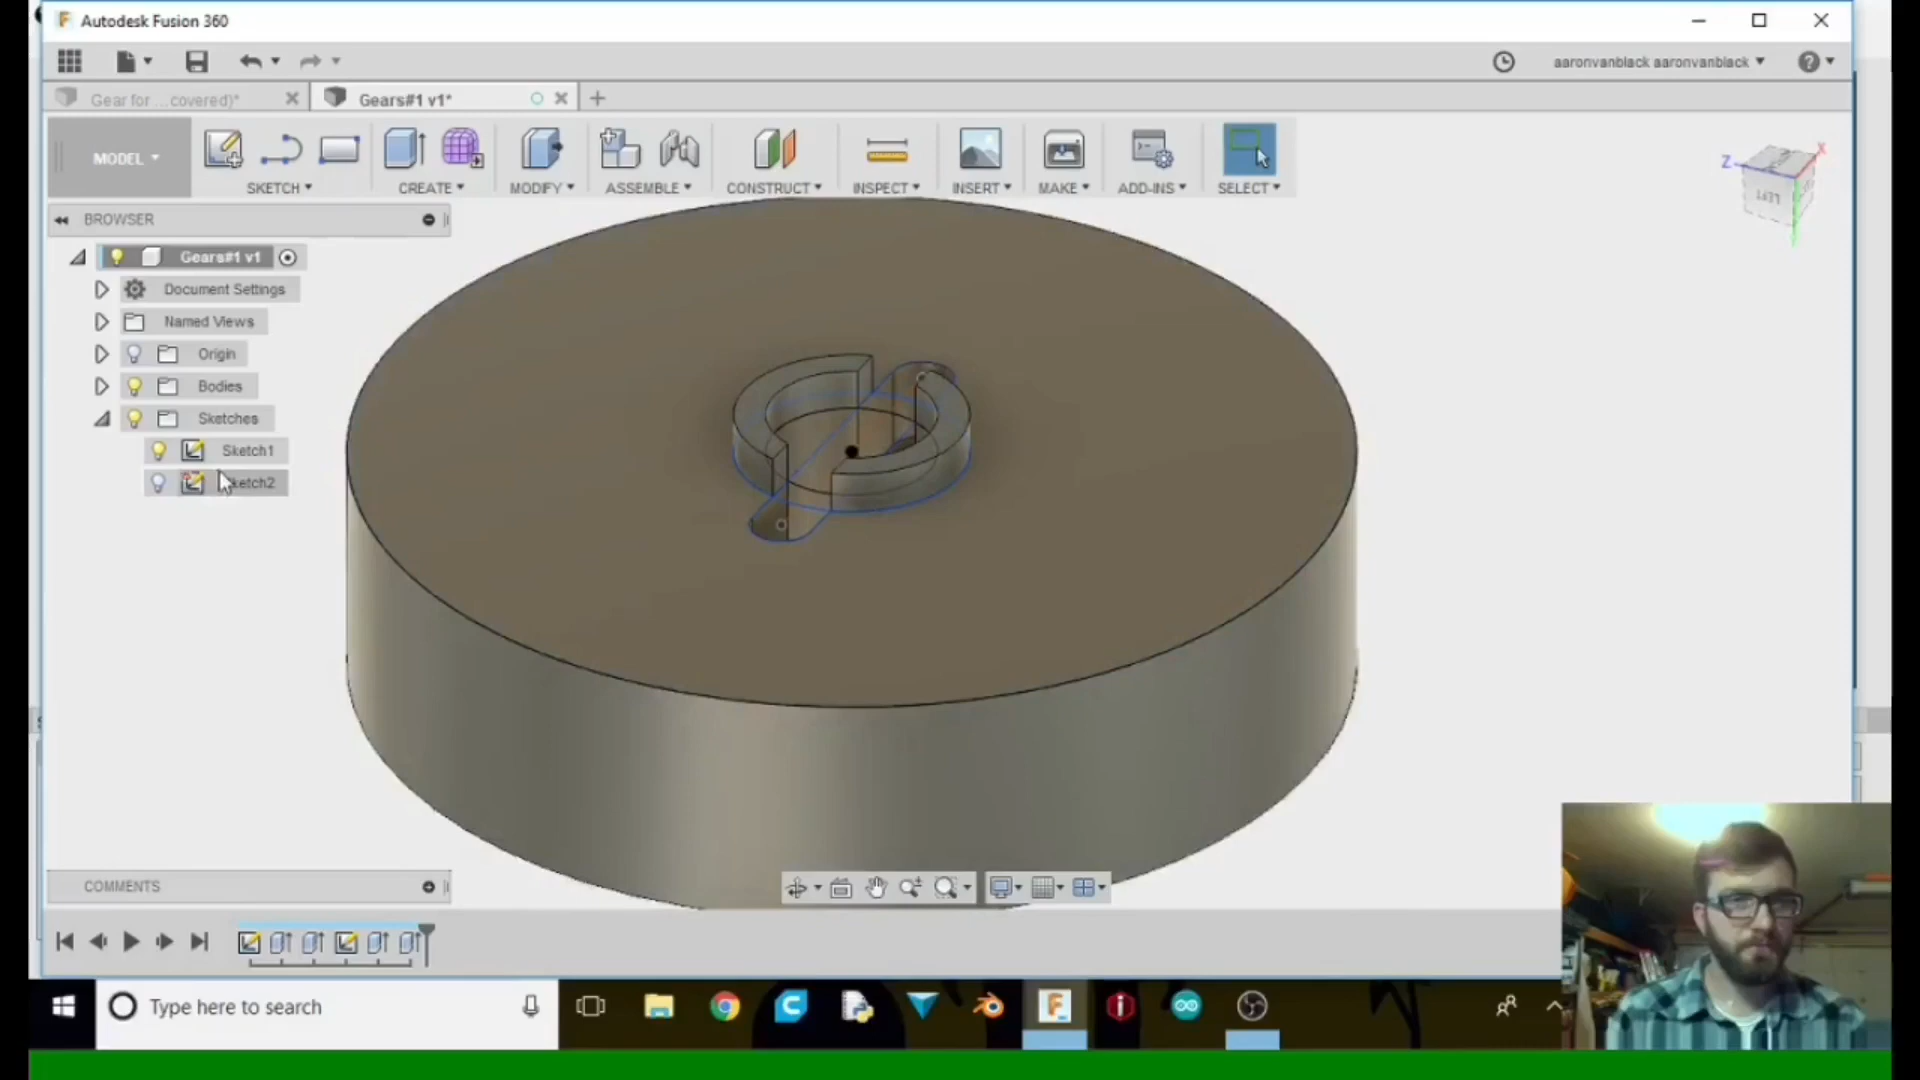 Autodesk Fusion 360
aaronvanblack aaronvanblack
Gear for ...covered)*
Gears#1 v1*
MODEL
SKETCH
CREATE
MODIFY
ASSEMBLE
CONSTRUCT
INSPECT
INSERT
MAKE
ADD-INS
SELECT
Z
X
LEFT
BROWSER
Gears#1 v1
Document Settings
Named Views
Origin
Bodies
Sketches
Sketch1
ketch2
COMMENTS
Type here to search